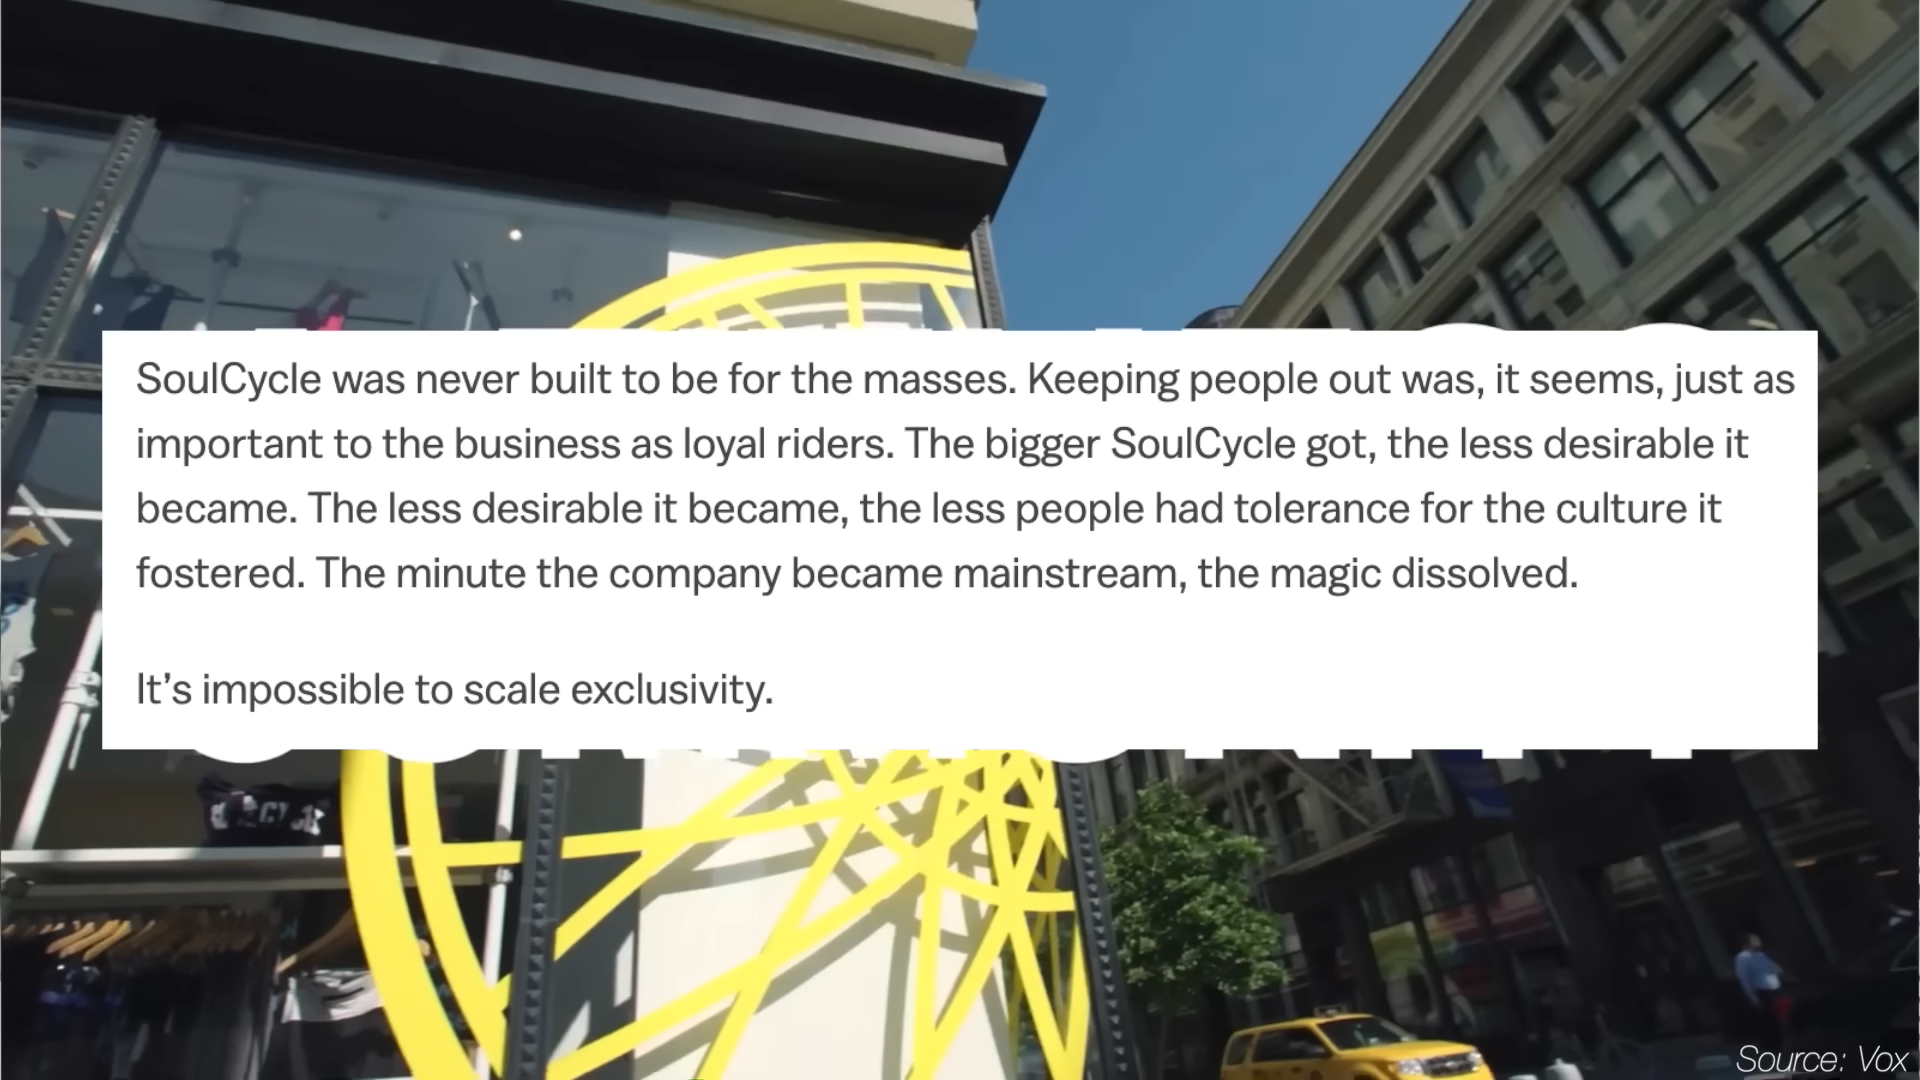 SoulCycle was never built to be for the masses. Keeping people out was, it seems, just as
important to the business as loyal riders. The bigger SoulCycle got, the less desirable it
became. The less desirable it became, the less people had tolerance for the culture it
fostered. The minute the company became mainstream, the magic dissolved.
It’s impossible to scale exclusivity.
Source: Vox